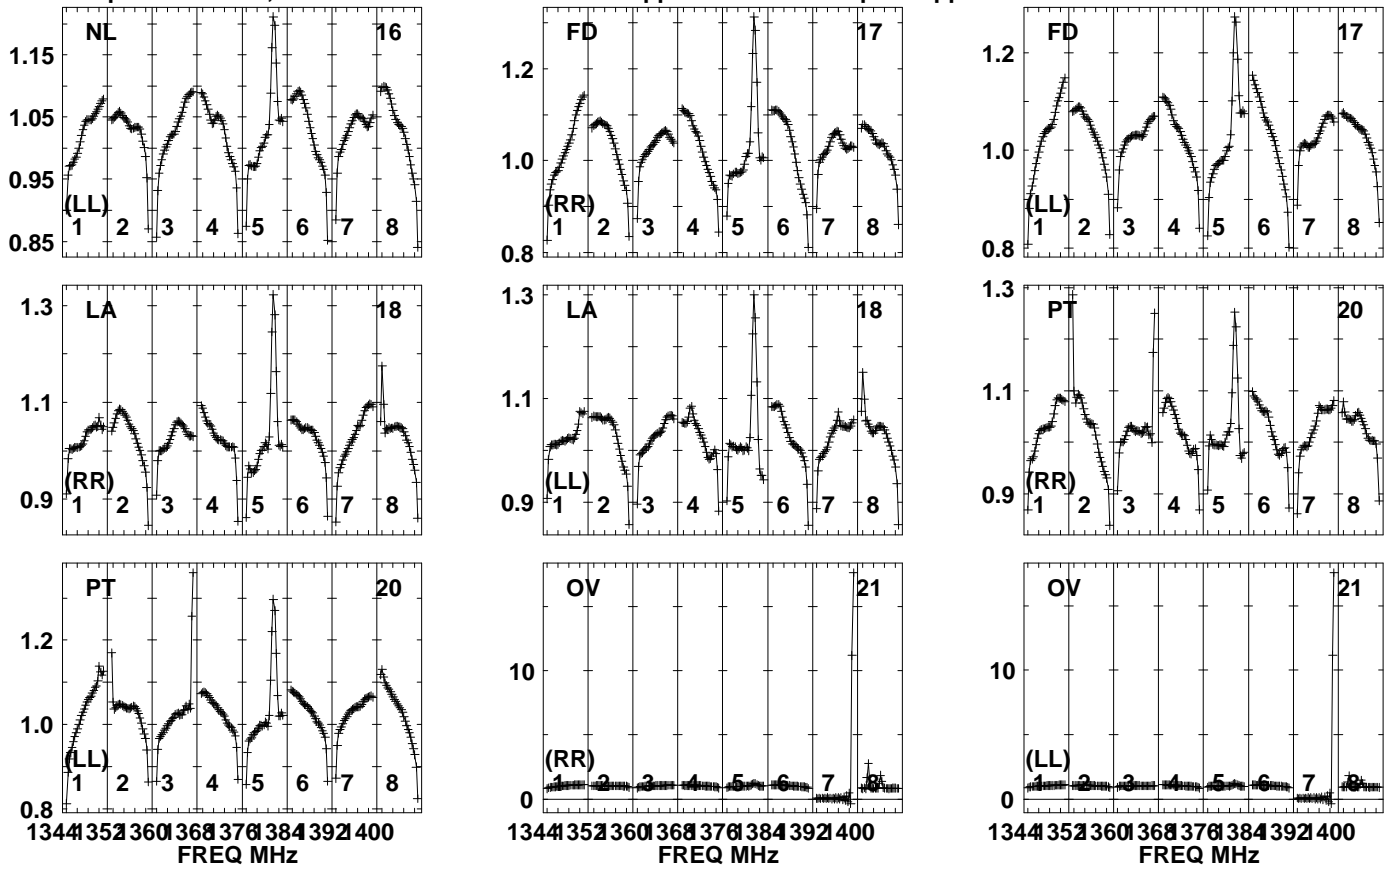 NL 16 FD 17 FD 17
1.15 1.2 1.2
1.05 1.0 1.0
0.95
(LL) (RR) (LL)
1 2 3 4 5 6 7 8 1 2 3 4 5 6 7 8 1 2 3 4 5 6 7 8
0.85 0.8 0.8
1.3 1.3 1.3
LA 18 LA 18 PT 20
1.1 1.1 1.1
(RR) (LL) (RR)
0.9 0.9 0.9
1 2 3 4 5 6 7 8 1 2 3 4 5 6 7 8 1 2 3 4 5 6 7 8
PT 20 OV 21 OV 21
1.2 10 10
1.0
(LL) (RR) (LL)
1 2 3 4 5 6 7 8 1 2 3 4 5 6 7 8 1 2 3 4 5 6 7 8
0.8 0 0
1344 1352 1360 1368 1376 1384 1392 1400 1344 1352 1360 1368 1376 1384 1392 1400 1344 1352 1360 1368 1376 1384 1392 1400
FREQ MHz FREQ MHz FREQ MHz